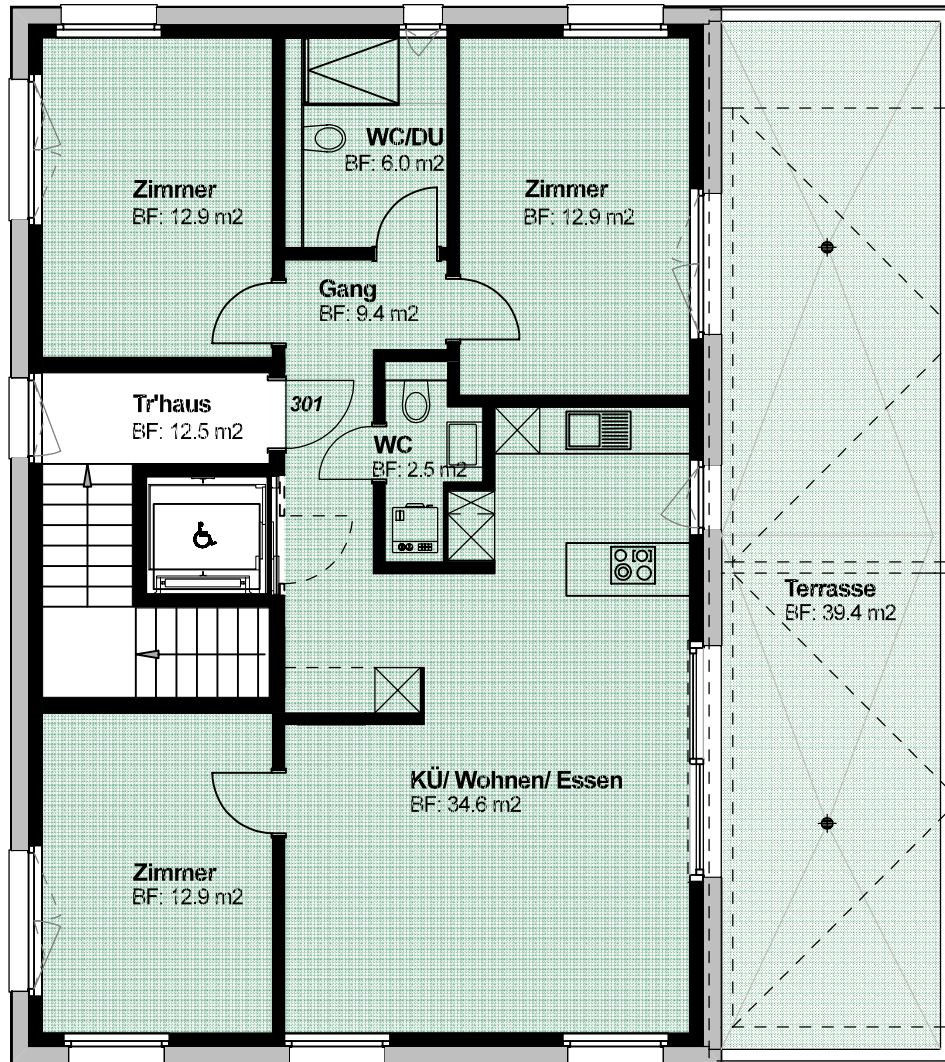 WC/DU
BF: 6.0 m2
Zimmer
BF: 12.9 m2
Zimmer
BF: 12.9 m2
Gang
BF: 9.4 m2
Tr'haus
BF: 12.5 m2
301
WC
BF: 2.5 m2
Terrasse
BF: 39.4 m2
KÜ/ Wohnen/ Essen
BF: 34.6 m2
Zimmer
BF: 12.9 m2